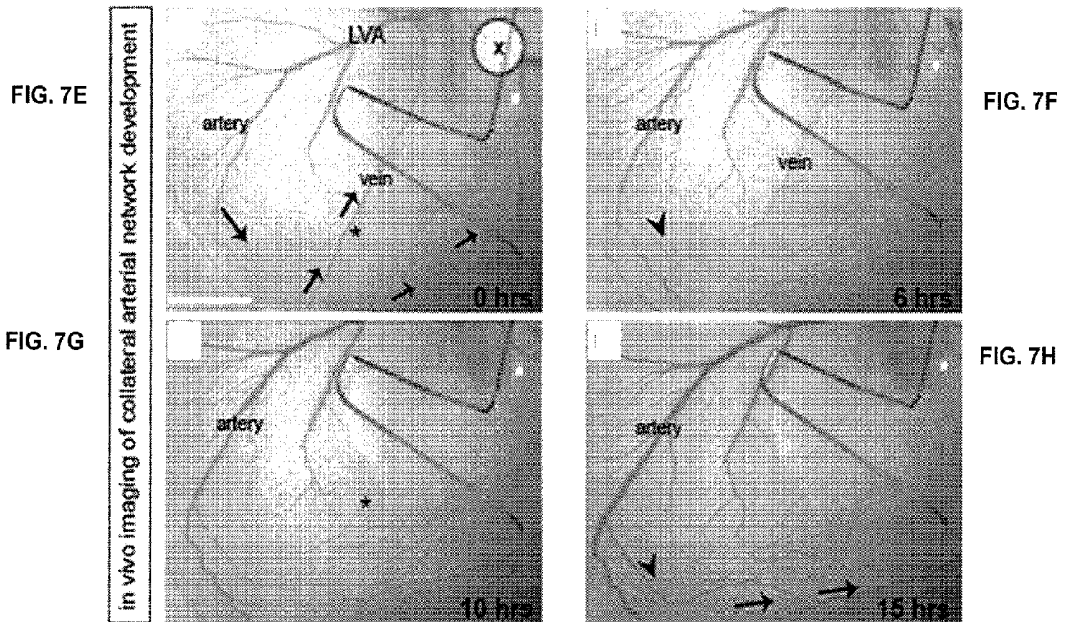 in vivo imaging of collateral arterial network development
FIG. 7E
LVA
x
artery
vein
*
0 hrs
FIG. 7F
artery
vein
6 hrs
FIG. 7G
artery
*
10 hrs
FIG. 7H
artery
15 hrs